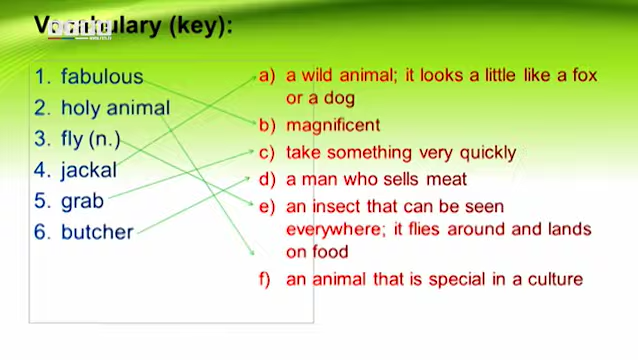 Vocabulary (key):
1. fabulous
2. holy animal
3. fly (n.)
4. jackal
5. grab
6. butcher
a) a wild animal; it looks a little like a fox
or a dog
b) magnificent
c) take something very quickly
d) a man who sells meat
e) an insect that can be seen
everywhere; it flies around and lands
on food
f) an animal that is special in a culture